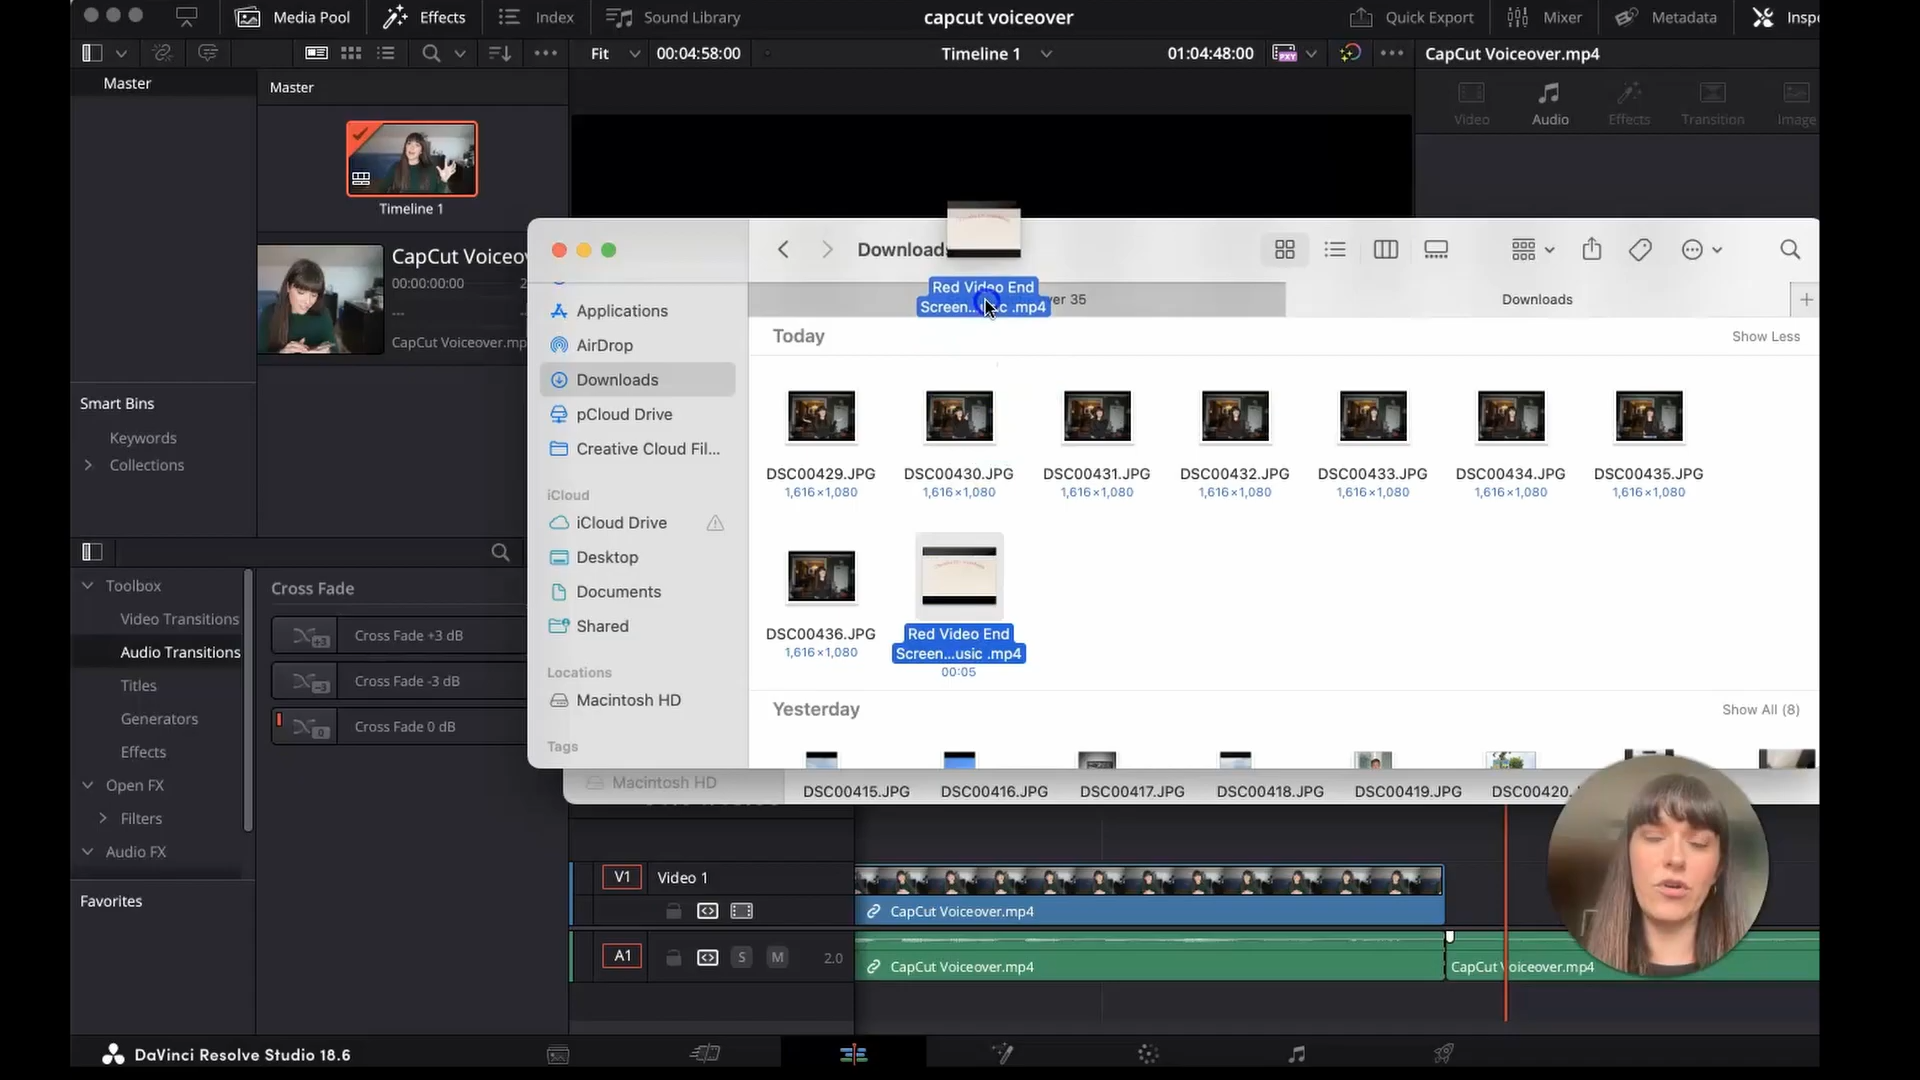 Media Pool
Effects
Index
Sound Library
capcut voiceover
Quick Export
Mixer
Metadata
Fit
00:04:58:00
Timeline 1
01:04:48:00
CapCut Voiceover.mp4
Master
Master
Video
Audio
Effects
Transition
Image
Timeline 1
CapCut
00:00:00:00
CapCut Voiceover.mp
Smart Bins
Keywords
Collections
Toolbox
Video Transitions
Audio Transitions
Titles
Generators
Effects
Open FX
Filters
Audio FX
Favorites
Cross Fade
Cross Fade +3 dB
Cross Fade -3 dB
Cross Fade 0 dB
Applications
AirDrop
Downloads
pCloud Drive
Creative Cloud Fil...
iCloud
iCloud Drive
Desktop
Documents
Shared
Locations
Macintosh HD
Tags
Red Video End
Screen...usic .mp4
35
Downloads
Today
Show Less
DSC00429.JPG
1,616×1,080
DSC00430.JPG
1,616×1,080
DSC00431.JPG
1,616×1,080
DSC00432.JPG
1,616×1,080
DSC00433.JPG
1,616×1,080
DSC00434.JPG
1,616×1,080
DSC00435.JPG
1,616×1,080
DSC00436.JPG
1,616×1,080
Red Video End
Screen...usic .mp4
00:05
Yesterday
Show All (8)
Macintosh HD
DSC00415.JPG
DSC00416.JPG
DSC00417.JPG
DSC00418.JPG
DSC00419.JPG
DSC00420.
V1
Video 1
CapCut Voiceover.mp4
A1
S
M
2.0
CapCut Voiceover.mp4
CapCut Voiceover.mp4
DaVinci Resolve Studio 18.6